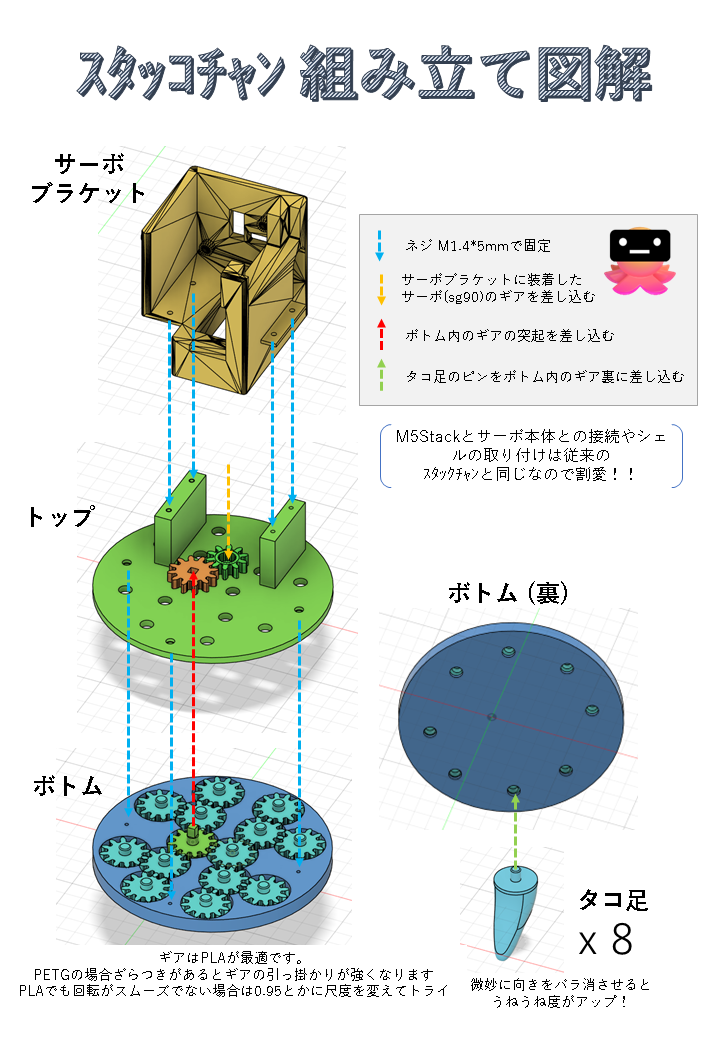 スタッコチャン 組み立て図解
サーボ
ブラケット
ネジ M1.4*5mmで固定
サーボブラケットに装着した
サーボ(sg90)のギアを差し込む
ボトム内のギアの突起を差し込む
タコ足のピンをボトム内のギア裏に差し込む
M5Stackとサーボ本体との接続やシェ
ルの取り付けは従来の
ｽﾀｯｸﾁｬﾝと同じなので割愛！！
トップ
ボトム (裏)
ボトム
タコ足
x 8
ギアはPLAが最適です。
PETGの場合ざらつきがあるとギアの引っ掛かりが強くなります
PLAでも回転がスムーズでない場合は0.95とかに尺度を変えてトライ
微妙に向きをバラ消させると
うねうね度がアップ！